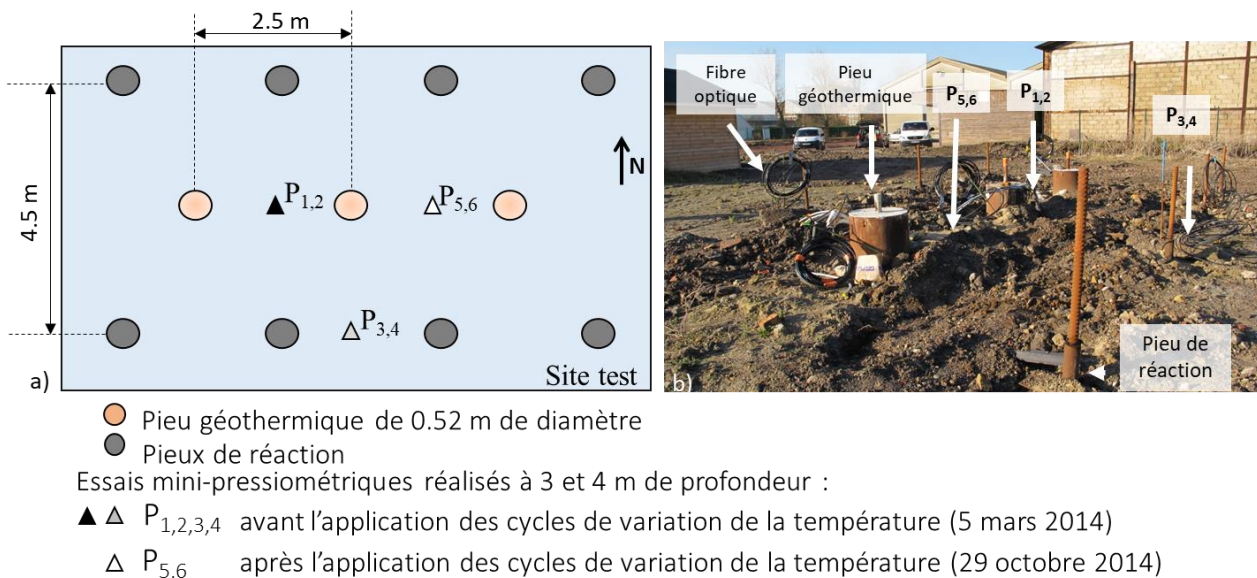 2.5 m
4.5 m
N
P1,2
P5,6
P3,4
a)
Site test
Fibre
optique
Pieu
géothermique
P5,6
P1,2
P3,4
b)
Pieu de
réaction
Pieu géothermique de 0.52 m de diamètre
Pieux de réaction
Essais mini-pressiométriques réalisés à 3 et 4 m de profondeur :
P1,2,3,4 avant l’application des cycles de variation de la température (5 mars 2014)
P5,6 après l’application des cycles de variation de la température (29 octobre 2014)